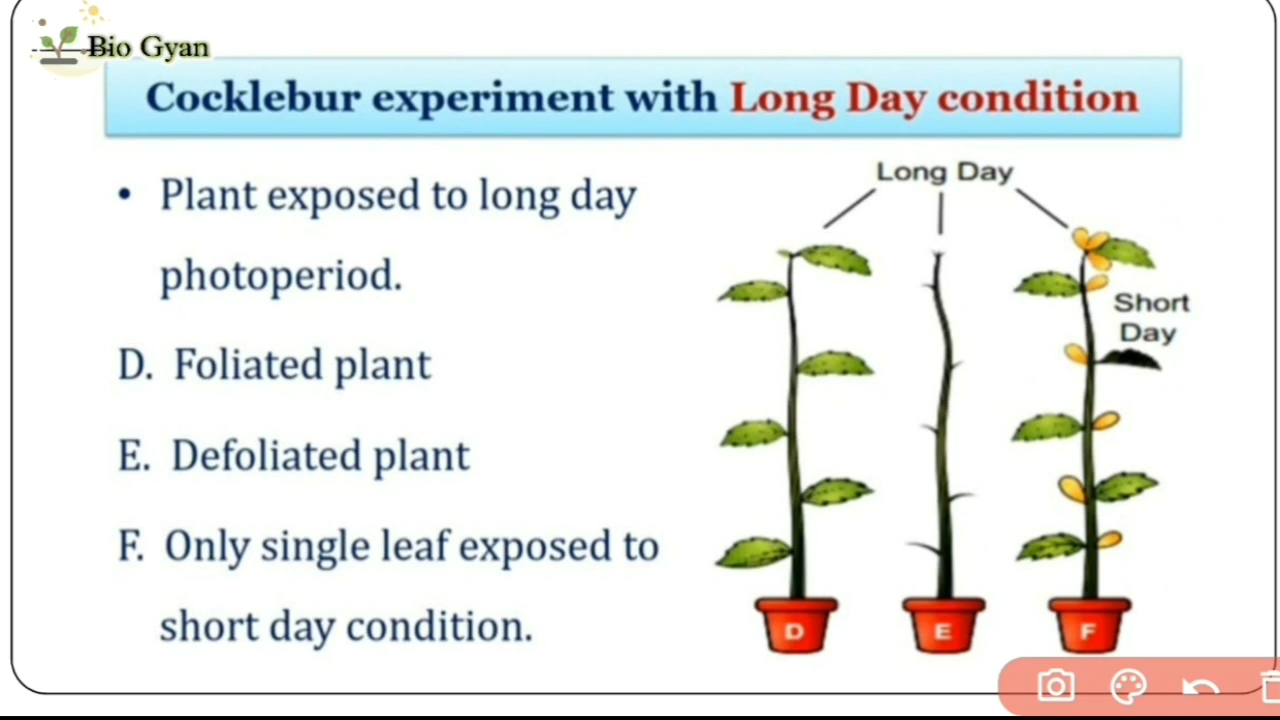 Bio Gyan
Cocklebur experiment with Long Day condition
• Plant exposed to long day
photoperiod.
D. Foliated plant
E. Defoliated plant
F. Only single leaf exposed to
short day condition.
Long Day
Short
Day
D
E
F